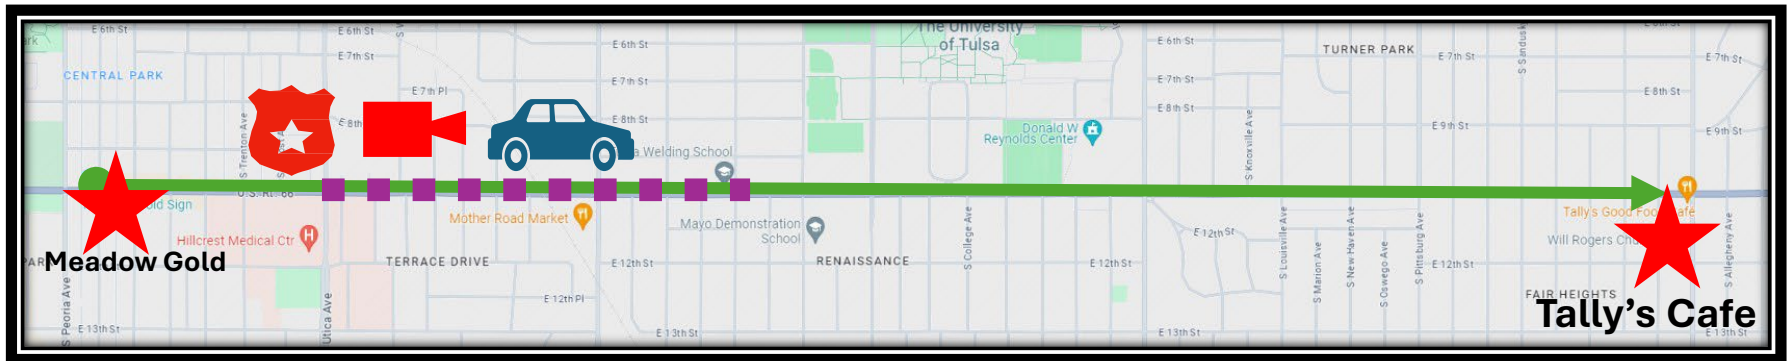 E 6th St
E 6th St
E 6th St
The University
of Tulsa
E 6th St
TURNER PARK
E 7th St
E 7th St
E 7th St
E 7th St
E 7th St
CENTRAL PARK
E 7th Pl
E 8th St
E 8th St
E 8th St
E 9th St
E 9th St
S Trenton Ave
Donald W
Reynolds Center
S Knoxville Ave
Welding School
U.S. Rt. 66
Sign
Mother Road Market
Mayo Demonstration
School
Hillcrest Medical Ctr
Tally's Good Food Cafe
Will Rogers
E 12th St
Meadow Gold
TERRACE DRIVE
E 12th St
RENAISSANCE
S College Ave
E 12th St
S Louisville Ave
S Marion Ave
S New Haven Ave
S Oswego Ave
S Pittsburg Ave
E 12th St
S Allegheny Ave
FAIR HEIGHTS
E 12th Pl
S Peoria Ave
Utica Ave
Tally's Cafe
E 13th St
E 13th St
E 13th St
E 13th St